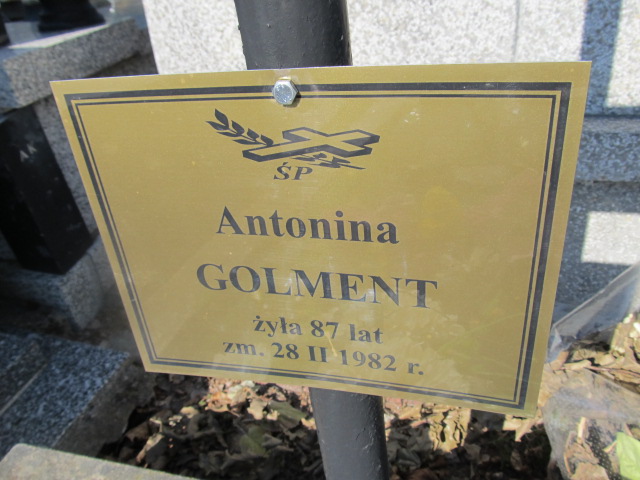 ŚP
Antonina
GOLMENT
żyła 87 lat
zm. 28 II 1982 r.